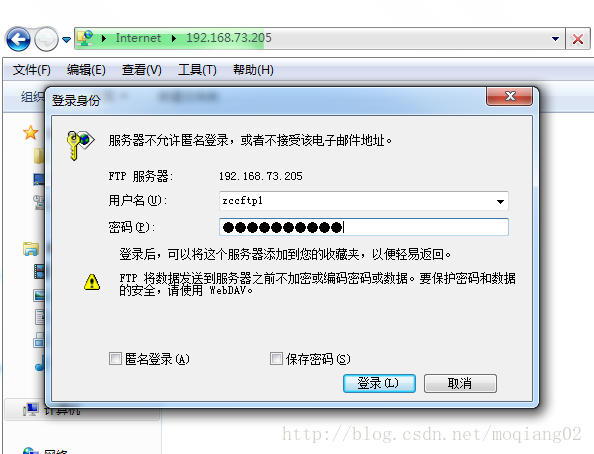 Internet 192.168.73.205
文件(F) 编辑(E) 查看(V) 工具(T) 帮助(H)
组织
登录身份
服务器不允许匿名登录，或者不接受该电子邮件地址。
FTP 服务器: 192.168.73.205
用户名(U): zccftp1
密码(P): ●●●●●●●●●●
登录后，可以将这个服务器添加到您的收藏夹，以便轻易返回。
FTP 将数据发送到服务器之前不加密或编码密码或数据。要保护密码和数据
的安全，请使用 WebDAV。
匿名登录(A) 保存密码(S)
登录(L) 取消
计算机
http://blog.csdn.net/moqiang02
网络